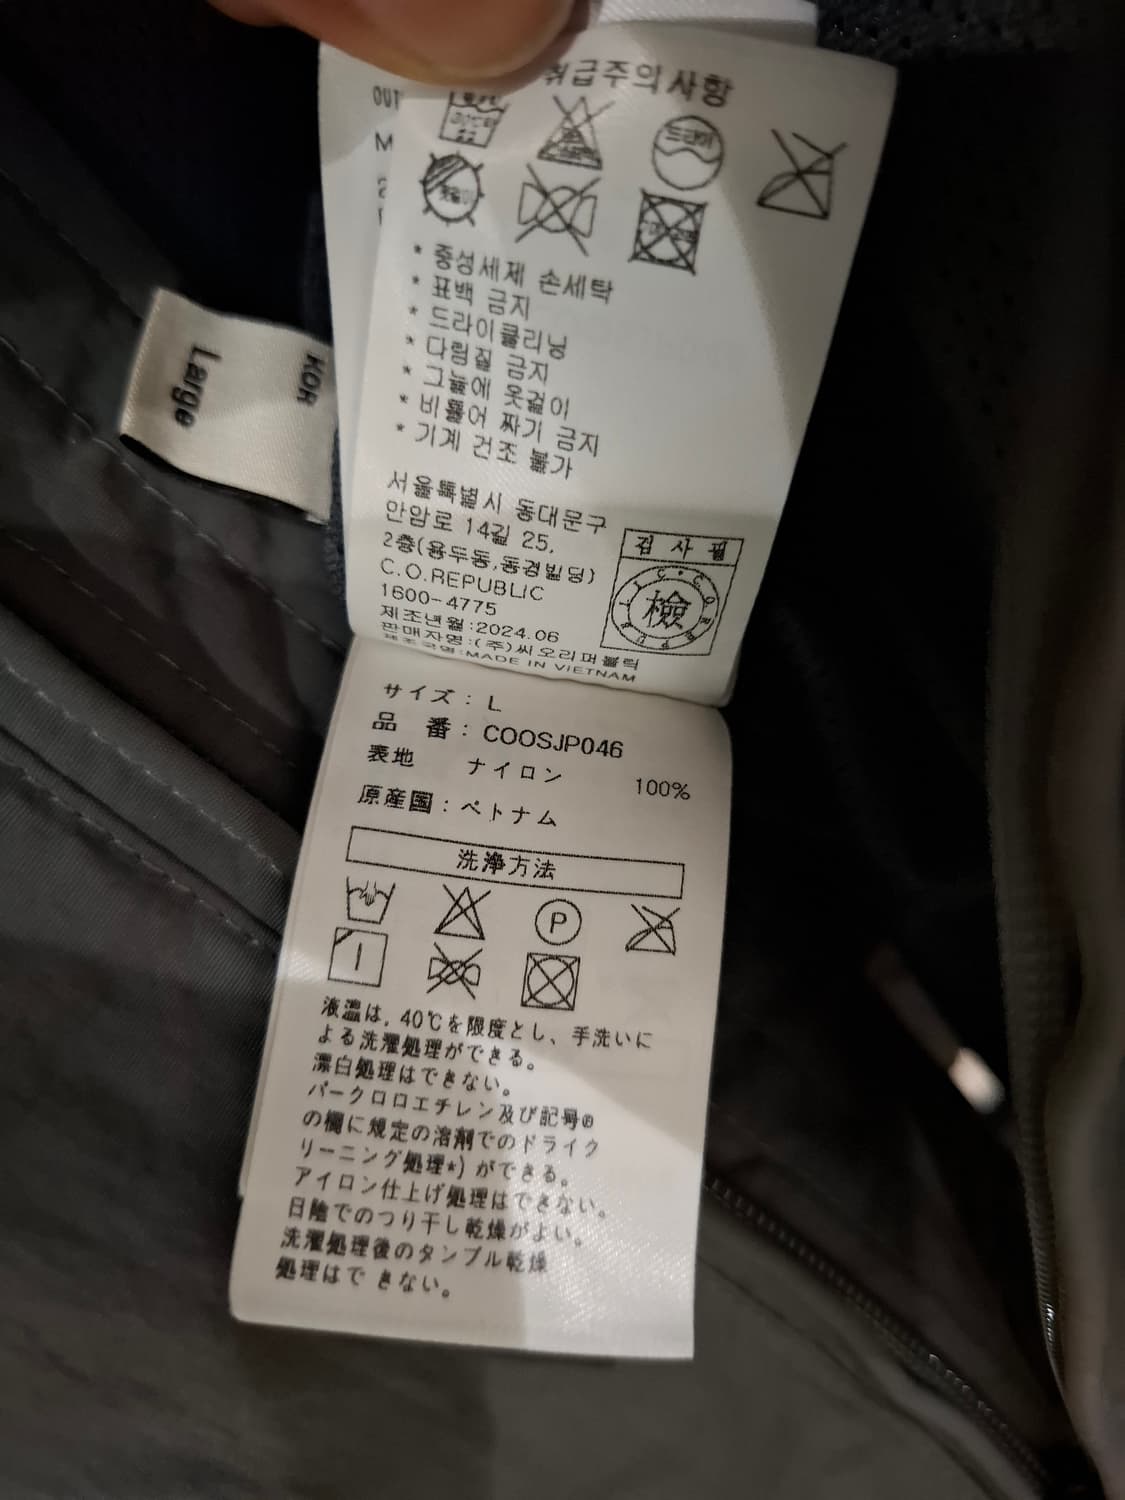 OUT
M
취급주의사항
드라이
옷걸이
* 중성세제 손세탁
* 표백 금지
* 드라이클리닝
* 다림질 금지
* 그늘에 옷걸이
* 비틀어 짜기 금지
* 기계 건조 불가
서울특별시 동대문구
안암로 14길 25,
2층(용두동,동경빌딩)
C.O.REPUBLIC
1600-4775
제조년월:2024.06
판매자명:(주)씨오리퍼블릭
제조국명:MADE IN VIETNAM
검사필
檢
KOR
Large
サイズ: L
品 番: COOSJP046
表地 ナイロン 100%
原産国: ベトナム
洗浄方法
P
液温は, 40℃を限度とし、手洗いに
よる洗濯処理ができる。
漂白処理はできない。
パークロロエチレン及び記号®
の欄に規定の溶剤でのドライク
リーニング処理*)ができる。
アイロン仕上げ処理はできない。
日陰でのつり干し乾燥がよい。
洗濯処理後のタンブル乾燥
処理はで きない。